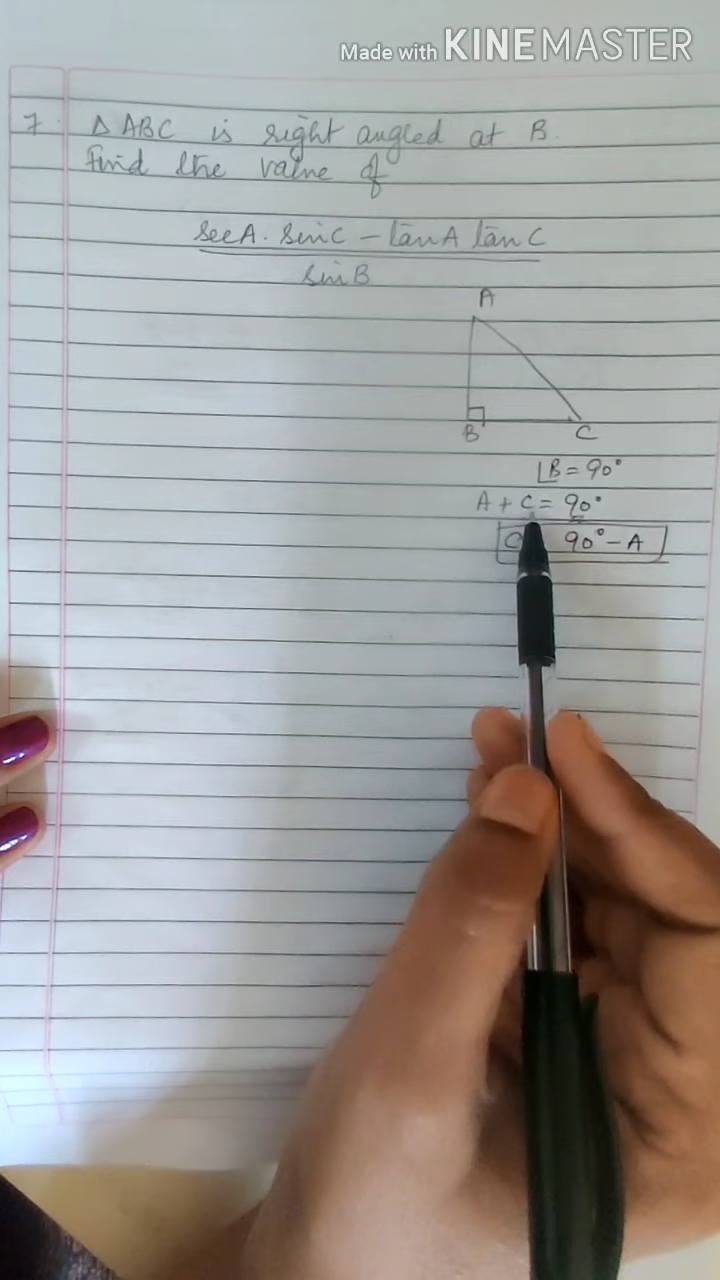 Made with KINEMASTER
7. Δ ABC is right angled at B.
Find the value of
secA. sinC - tanA tanC
sinB
A
B C
∠B = 90°
A + C = 90°
C 90° - A